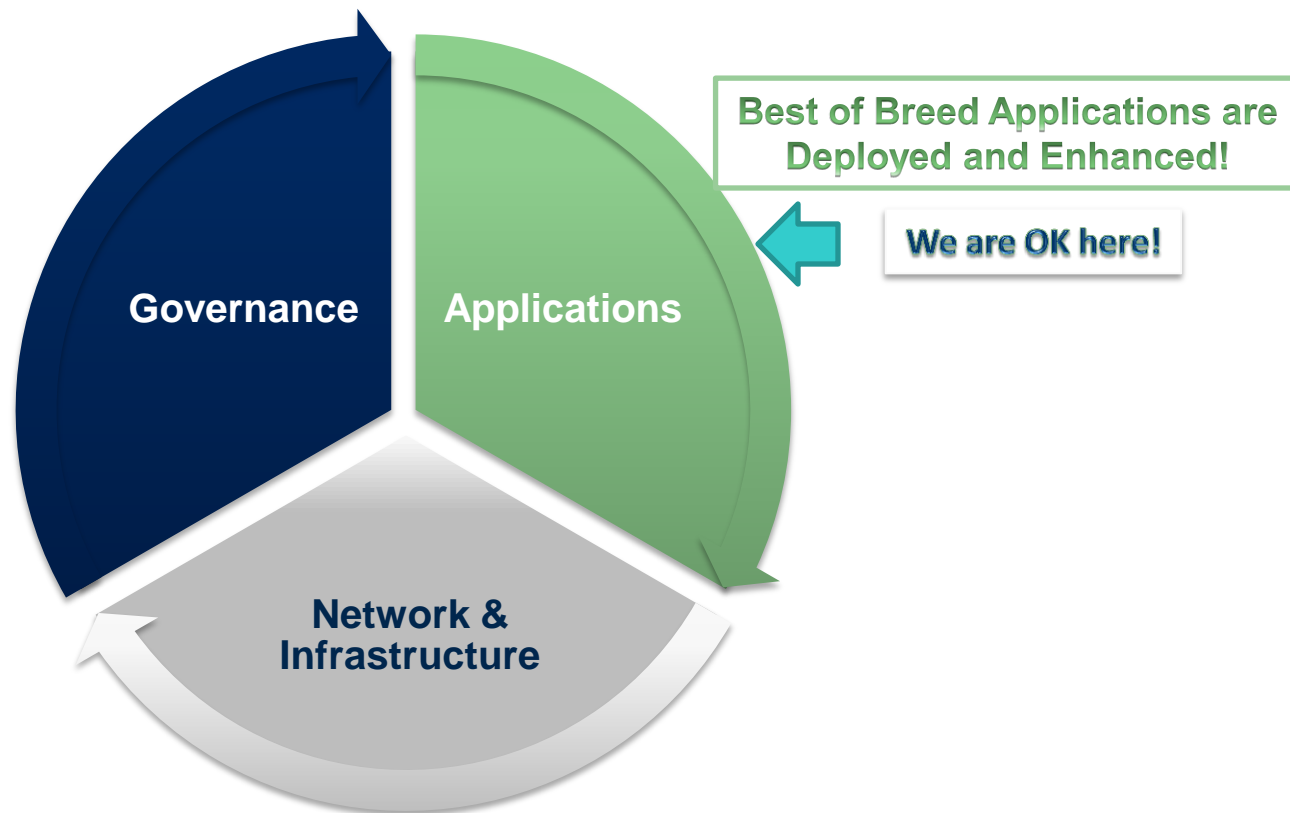 Best of Breed Applications are
Deployed and Enhanced!
We are OK here!
Governance
Applications
Network &
Infrastructure